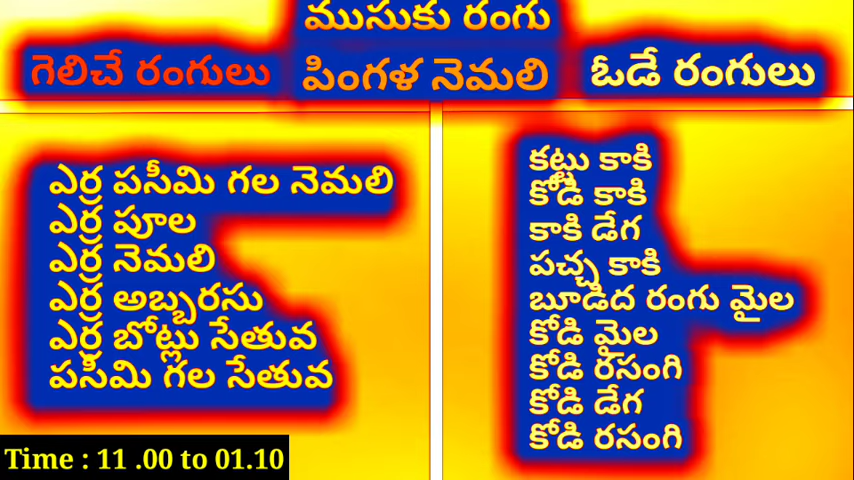 ముసుకు రంగు
గెలిచే రంగులు
పింగళ నెమలి
ఓడే రంగులు
ఎర్ర పసీమి గల నెమలి
ఎర్ర పూల
ఎర్ర నెమలి
ఎర్ర అబ్బరసు
ఎర్ర బోట్లు సేతువ
పసిమి గల సేతువ
కట్టు కాకి
కోడి కాకి
కాకి డేగ
పచ్చ కాకి
బూడిద రంగు మైల
కోడి మైల
కోడి రసంగి
కోడి డేగ
కోడి రసంగి
Time : 11 .00 to 01.10